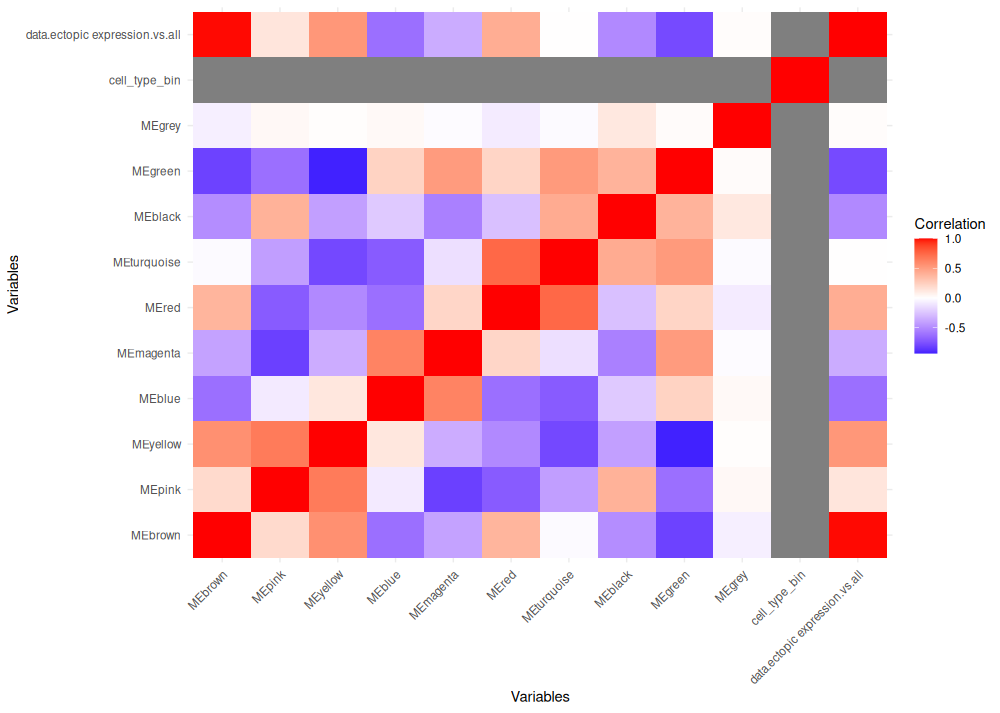 data.ectopic expression.vs.all
cell_type_bin
MEgrey
MEgreen
MEblack
MEturquoise
MEred
MEmagenta
MEblue
MEyellow
MEpink
MEbrown
Variables
MEbrown
MEpink
MEyellow
MEblue
MEmagenta
MEred
MEturquoise
MEblack
MEgreen
MEgrey
cell_type_bin
data.ectopic expression.vs.all
Variables
Correlation
1.0
0.5
0.0
-0.5